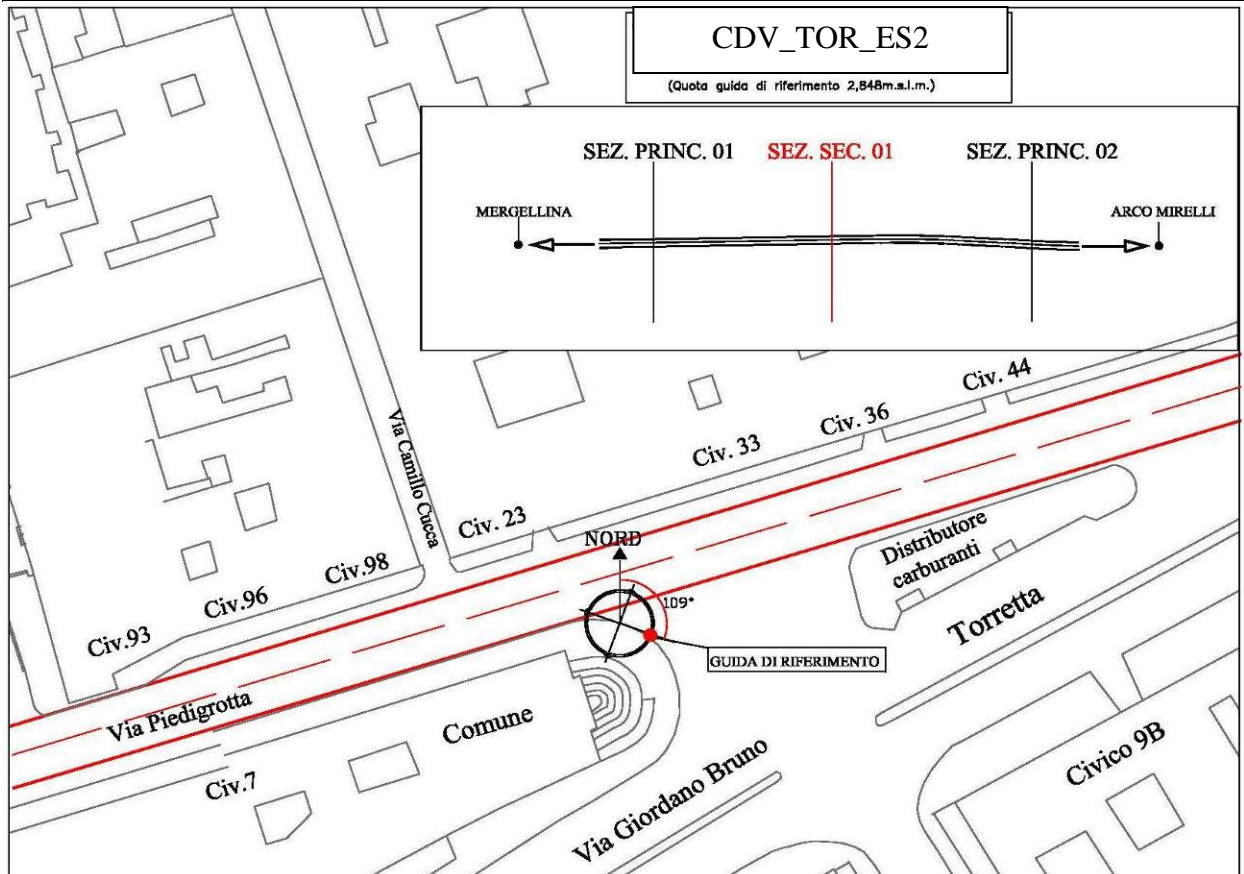 CDV_TOR_ES2
(Quota guida di riferimento 2,848m.s.l.m.)
SEZ. PRINC. 01
SEZ. SEC. 01
SEZ. PRINC. 02
MERGELLINA
ARCO MIRELLI
Civ. 44
Civ. 36
Civ. 33
Via Camillo Cucca
Civ. 23
NORD
Distributore
carburanti
Civ.98
Civ.96
109°
Torretta
Civ.93
GUIDA DI RIFERIMENTO
Via Piedigrotta
Comune
Civico 9B
Civ.7
Via Giordano Bruno